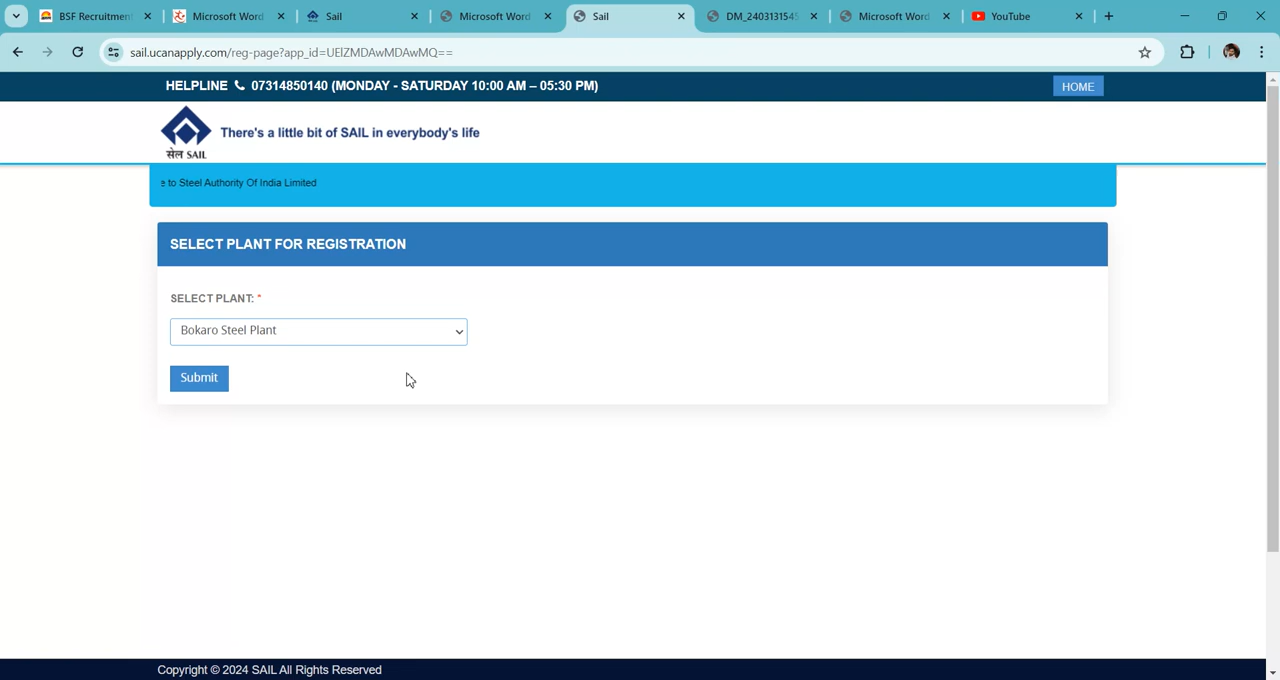 BSF Recruitment
Microsoft Word
Sail
Microsoft Word
Sail
DM_2403131545
Microsoft Word
YouTube
sail.ucanapply.com/reg-page?app_id=UElZMDAwMDAwMQ==
HELPLINE 07314850140 (MONDAY - SATURDAY 10:00 AM – 05:30 PM)
HOME
सेल SAIL
There's a little bit of SAIL in everybody's life
e to Steel Authority Of India Limited
SELECT PLANT FOR REGISTRATION
SELECT PLANT: *
Bokaro Steel Plant
Submit
Copyright © 2024 SAIL All Rights Reserved